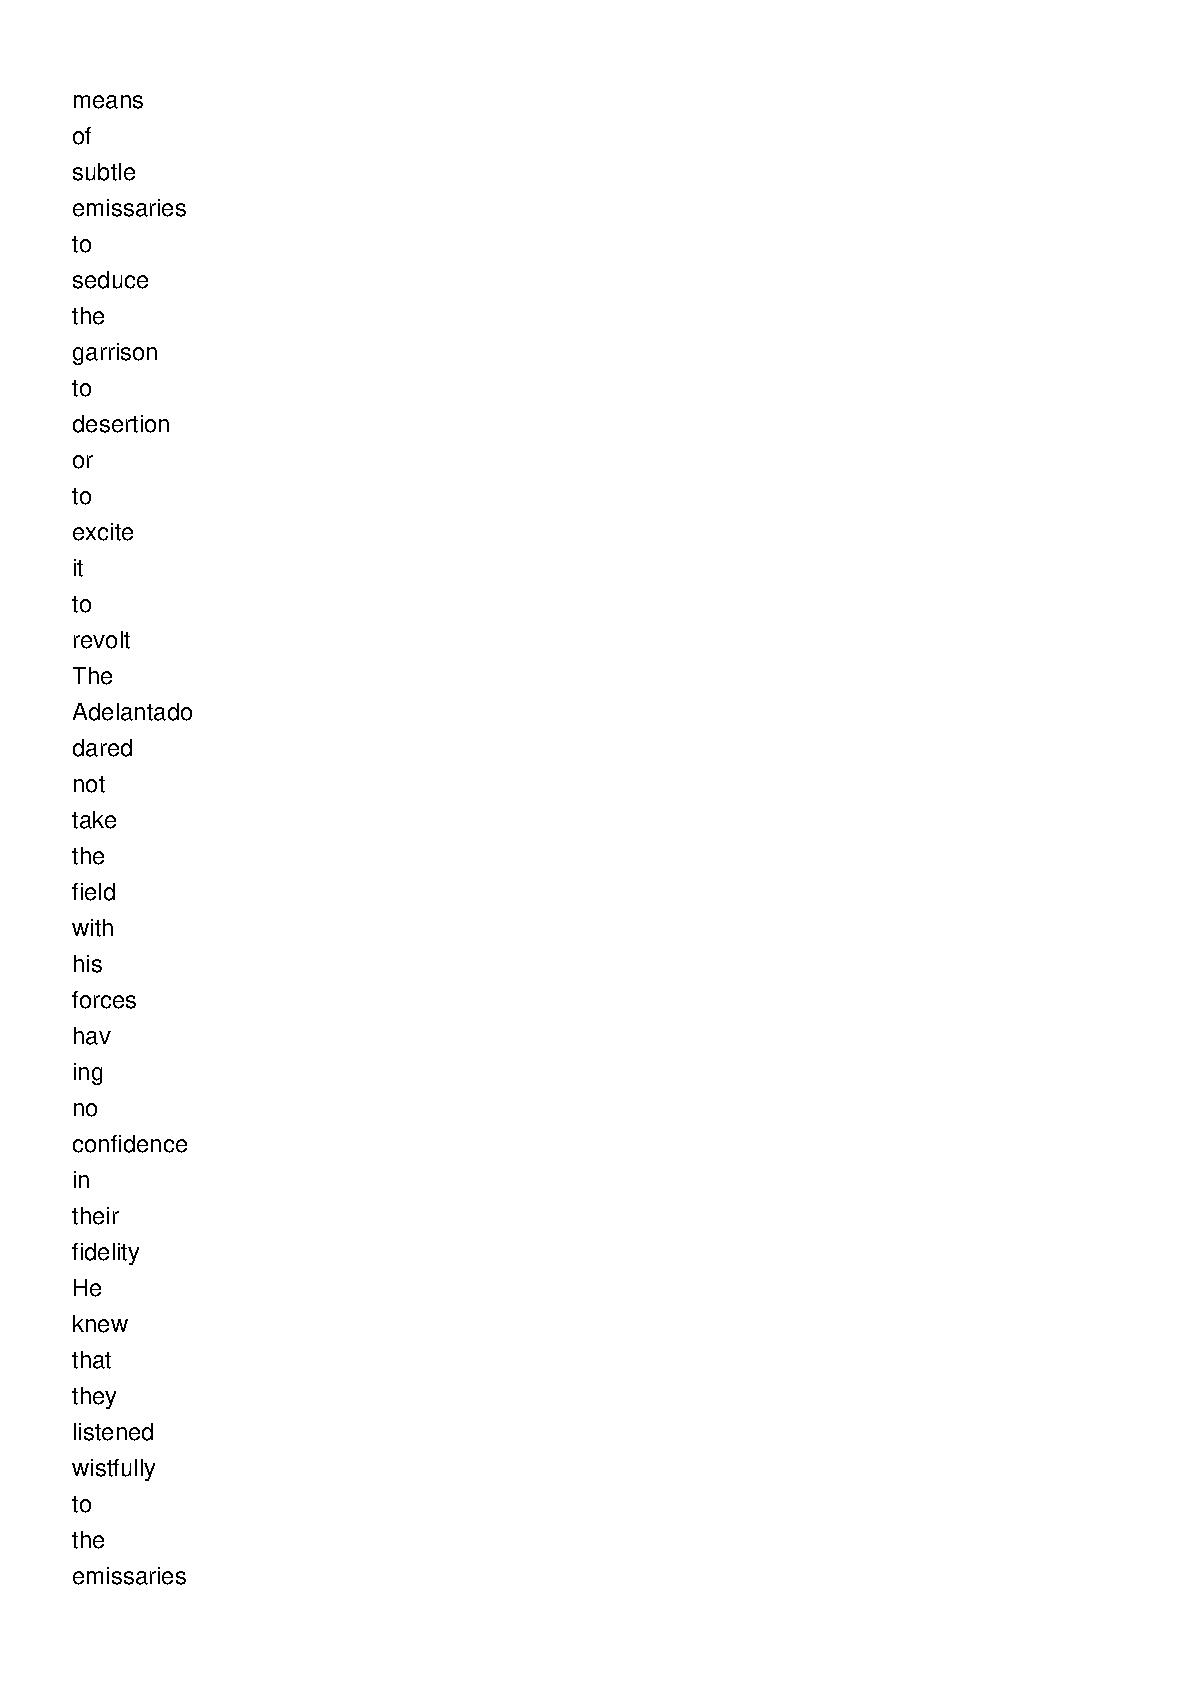 means
of
subtle
emissaries
to
seduce
the
garrison
to
desertion
or
to
excite
it
to
revolt
The
Adelantado
dared
not
take
the
field
with
his
forces
hav
ing
no
confidence
in
their
fidelity
He
knew
that
they
listened
wistfully
to
the
emissaries